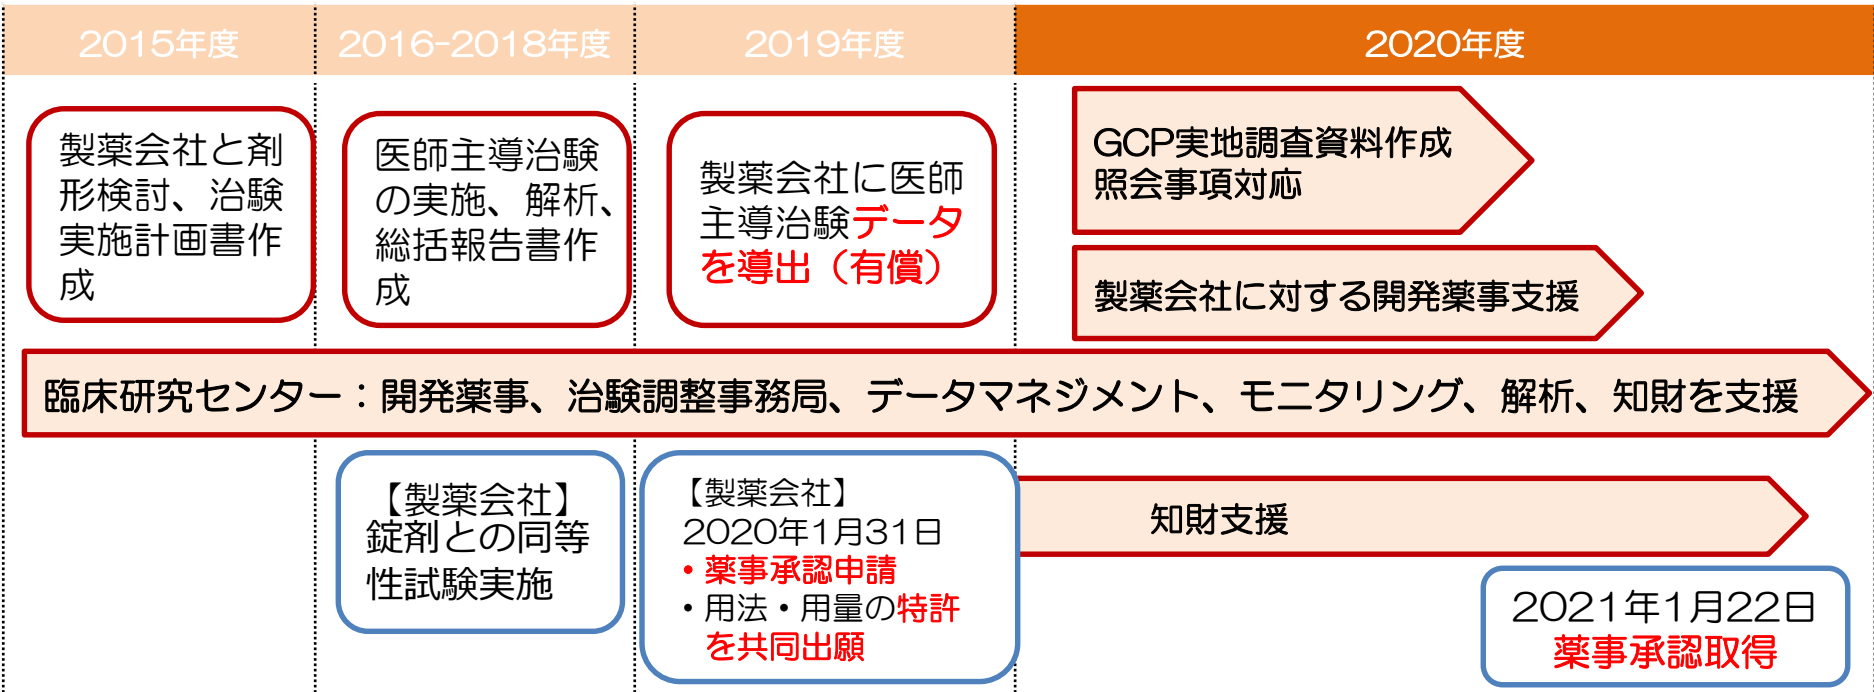 2015年度
2016-2018年度
2019年度
2020年度
製薬会社と剤
形検討、治験
実施計画書作
成
医師主導治験
の実施、解析、
総括報告書作
成
製薬会社に医師
主導治験データ
を導出（有償）
GCP実地調査資料作成
照会事項対応
製薬会社に対する開発薬事支援
臨床研究センター：開発薬事、治験調整事務局、データマネジメント、モニタリング、解析、知財を支援
【製薬会社】
錠剤との同等
性試験実施
【製薬会社】
2020年1月31日
・薬事承認申請
・用法・用量の特許
を共同出願
知財支援
2021年1月22日
薬事承認取得